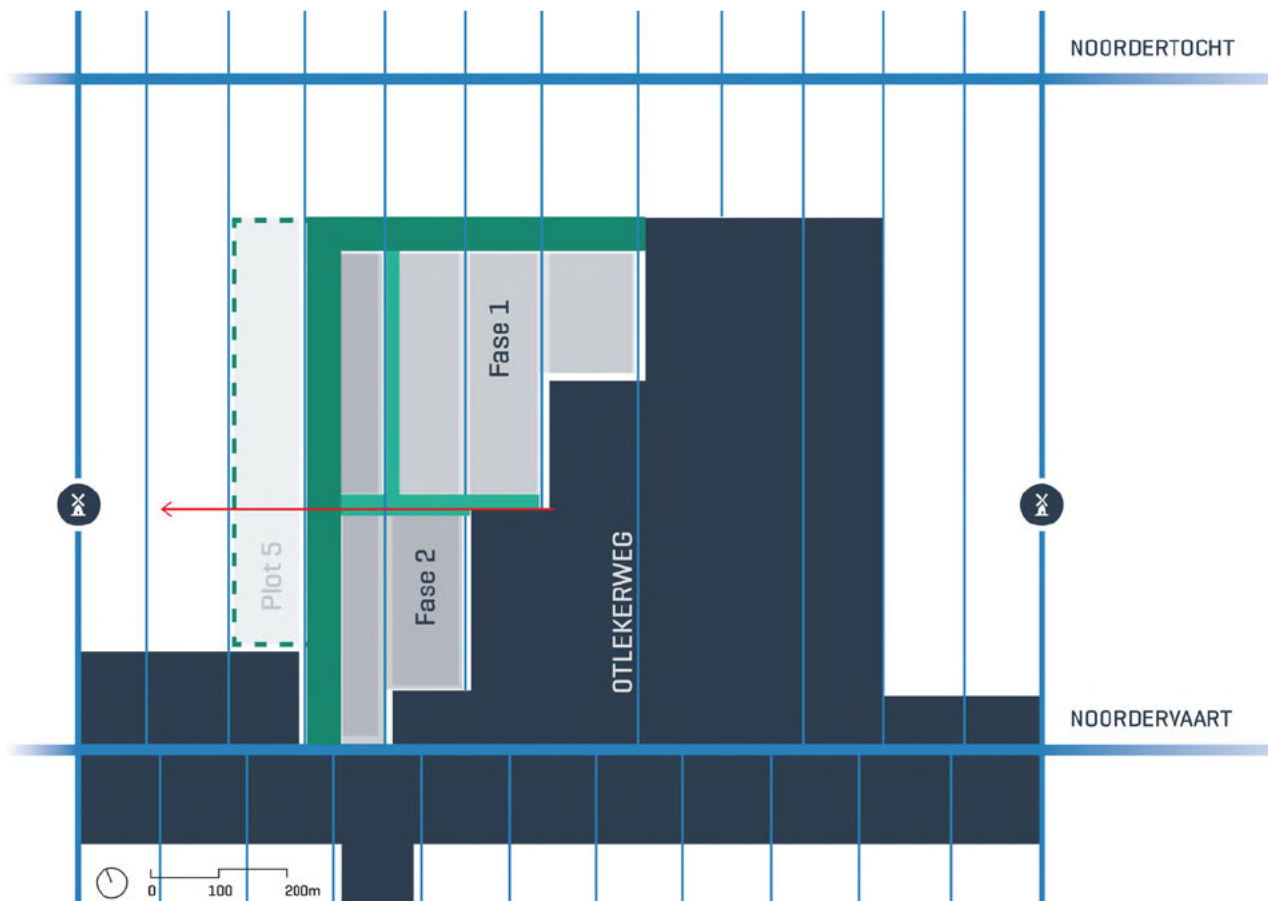 NOORDERTOCHT
Fase 1
Plot 5
Fase 2
OTLEKERWEG
NOORDERVAART
0 100 200m